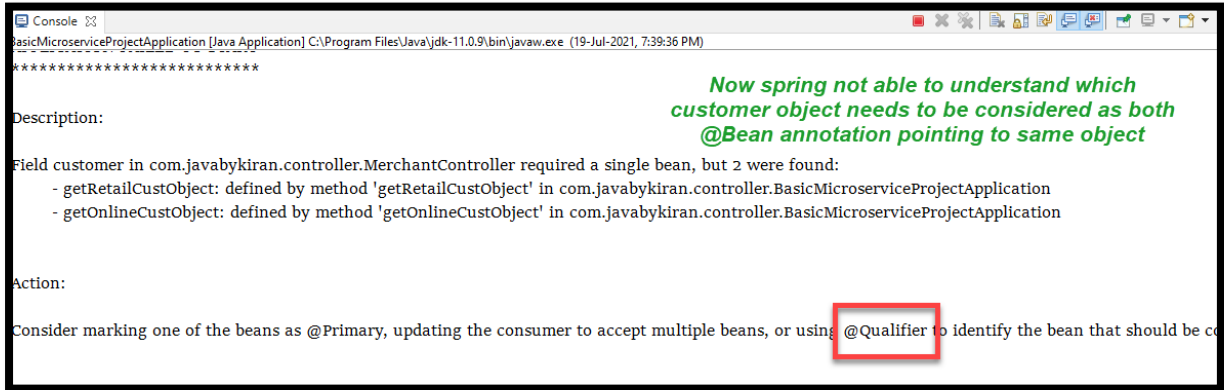 Console
BasicMicroserviceProjectApplication [Java Application] C:\Program Files\Java\jdk-11.0.9\bin\javaw.exe (19-Jul-2021, 7:39:36 PM)
***************************
Now spring not able to understand which
customer object needs to be considered as both
@Bean annotation pointing to same object
Description:
Field customer in com.javabykiran.controller.MerchantController required a single bean, but 2 were found:
- getRetailCustObject: defined by method 'getRetailCustObject' in com.javabykiran.controller.BasicMicroserviceProjectApplication
- getOnlineCustObject: defined by method 'getOnlineCustObject' in com.javabykiran.controller.BasicMicroserviceProjectApplication
Action:
Consider marking one of the beans as @Primary, updating the consumer to accept multiple beans, or using @Qualifier to identify the bean that should be co